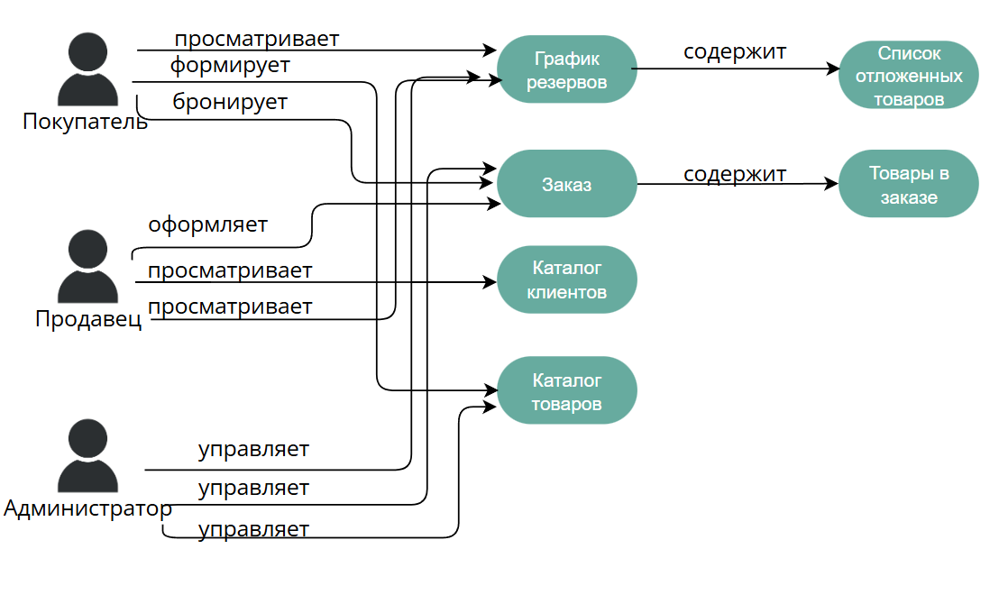 просматривает
формирует
бронирует
Покупатель
График
резервов
содержит
Список
отложенных
товаров
Заказ
содержит
Товары в
заказе
оформляет
просматривает
просматривает
Продавец
Каталог
клиентов
Каталог
товаров
управляет
управляет
управляет
Администратор